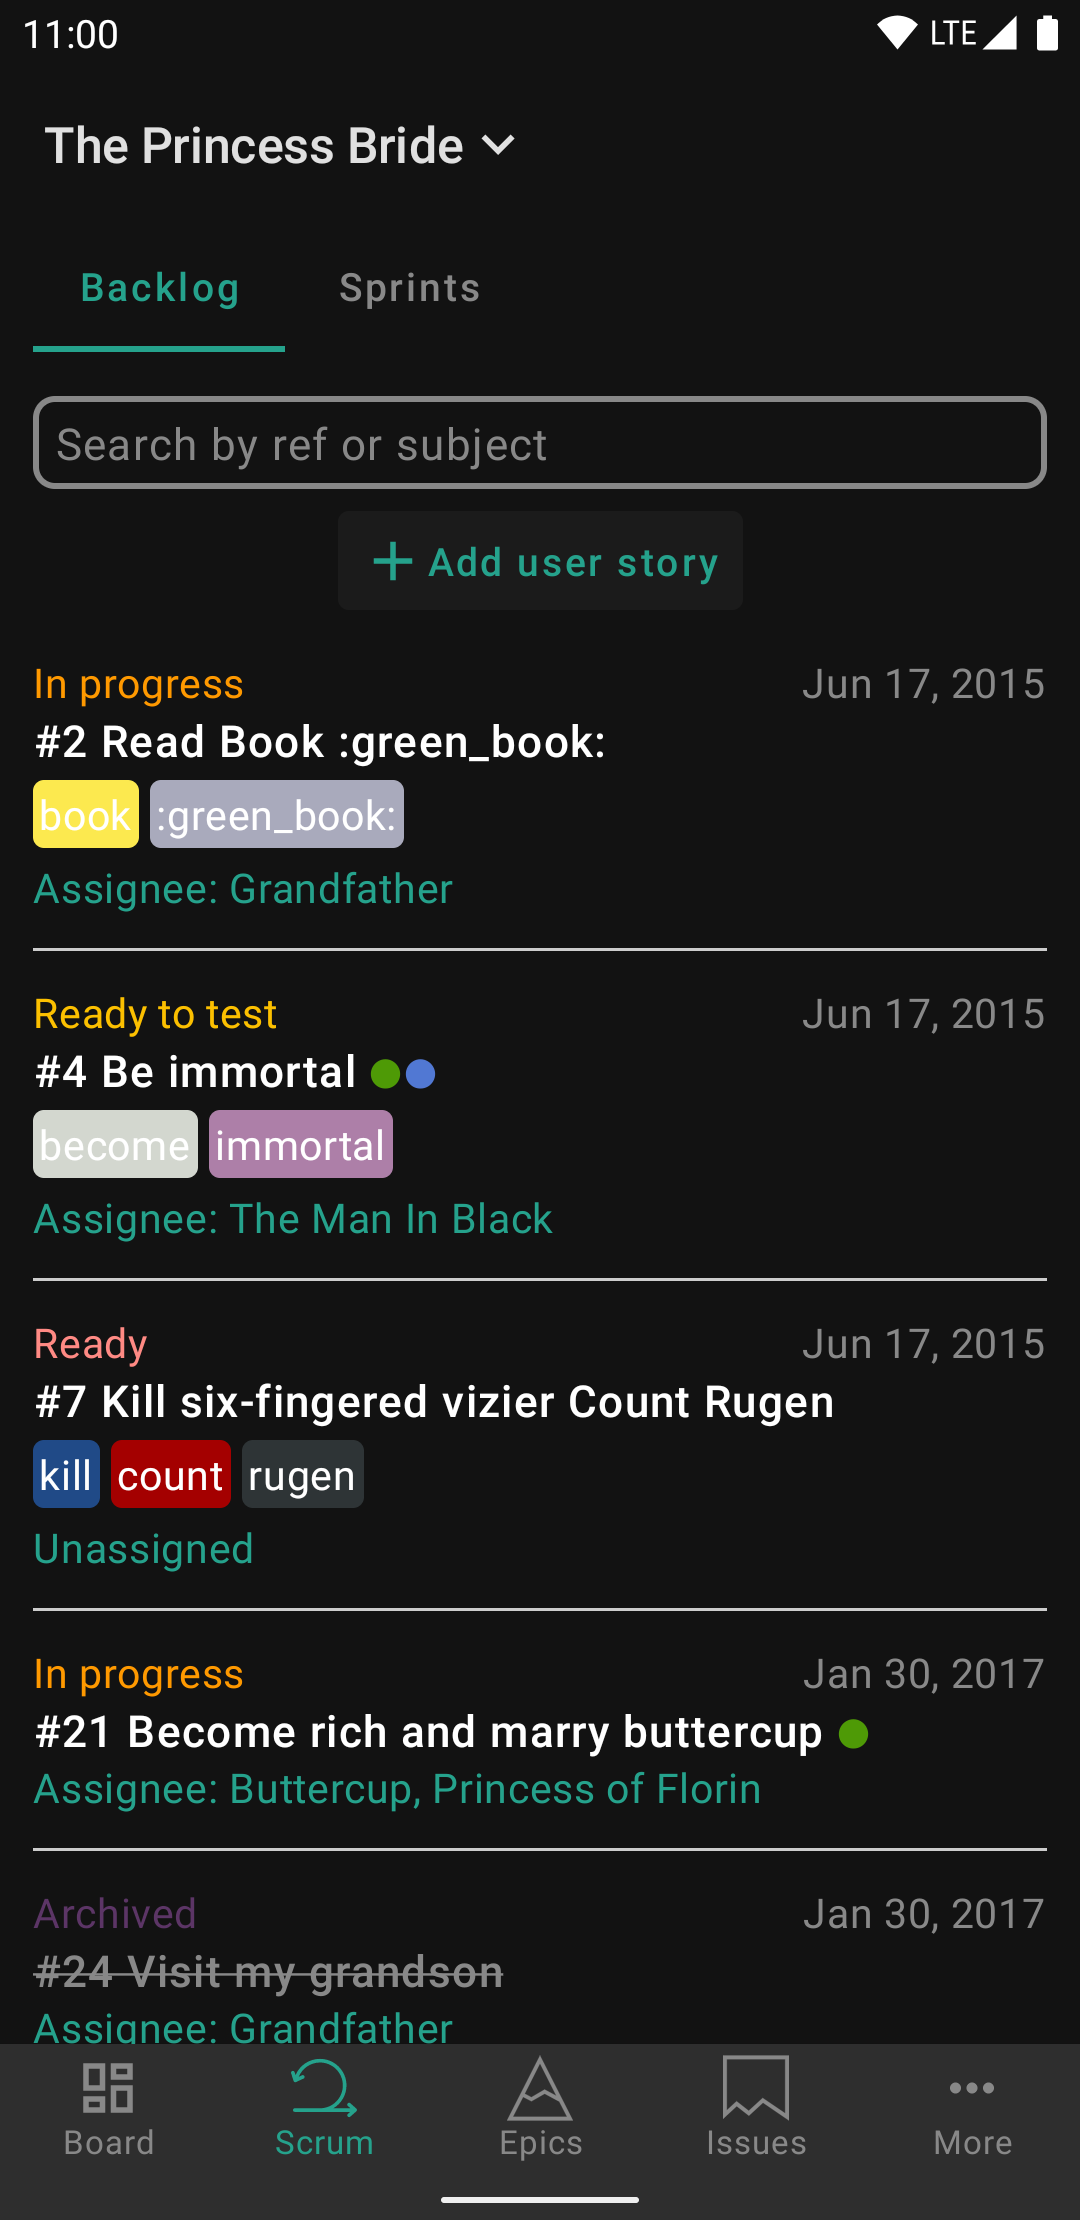 11:00 LTE
The Princess Bride
Backlog Sprints
Search by ref or subject
Add user story
In progress Jun 17, 2015
#2 Read Book :green_book:
book :green_book:
Assignee: Grandfather
Ready to test Jun 17, 2015
#4 Be immortal
become immortal
Assignee: The Man In Black
Ready Jun 17, 2015
#7 Kill six-fingered vizier Count Rugen
kill count rugen
Unassigned
In progress Jan 30, 2017
#21 Become rich and marry buttercup
Assignee: Buttercup, Princess of Florin
Archived Jan 30, 2017
#24 Visit my grandson
Assignee: Grandfather
Board Scrum Epics Issues More